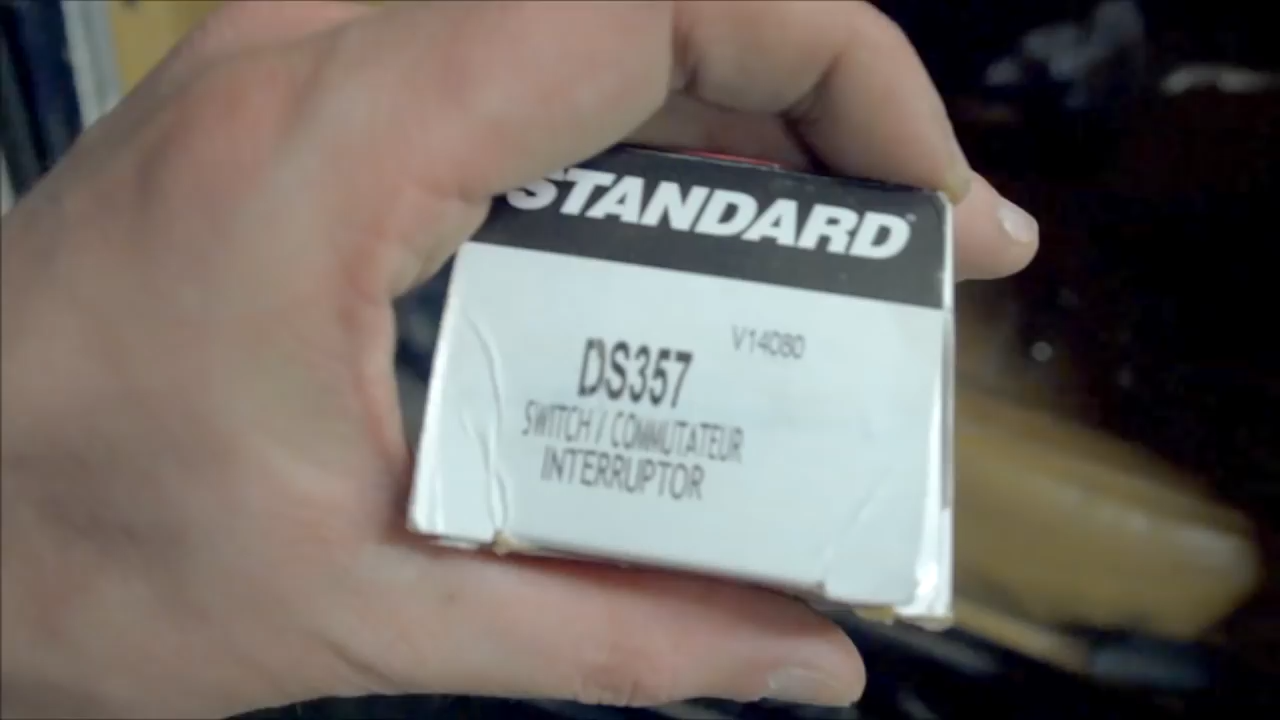 STANDARD
V14080
DS357
SWITCH / COMMUTATEUR
INTERRUPTOR